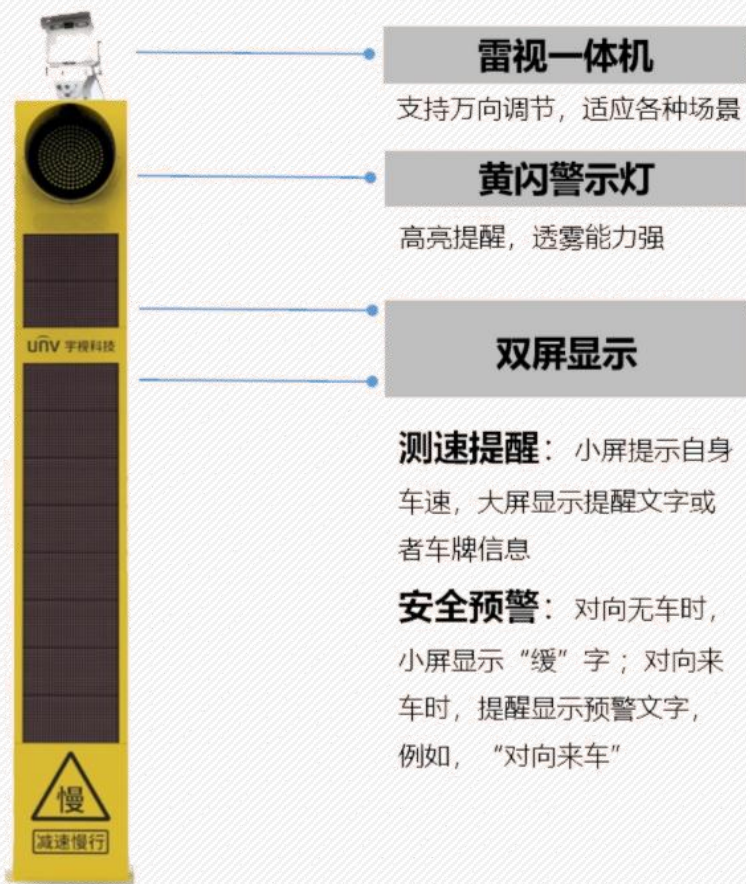 雷视一体机
支持万向调节，适应各种场景
黄闪警示灯
高亮提醒，透雾能力强
双屏显示
unv 宇视科技
测速提醒：小屏提示自身
车速，大屏显示提醒文字或
者车牌信息
安全预警：对向无车时，
小屏显示“缓”字；对向来
车时，提醒显示预警文字，
例如，“对向来车”
慢
减速慢行